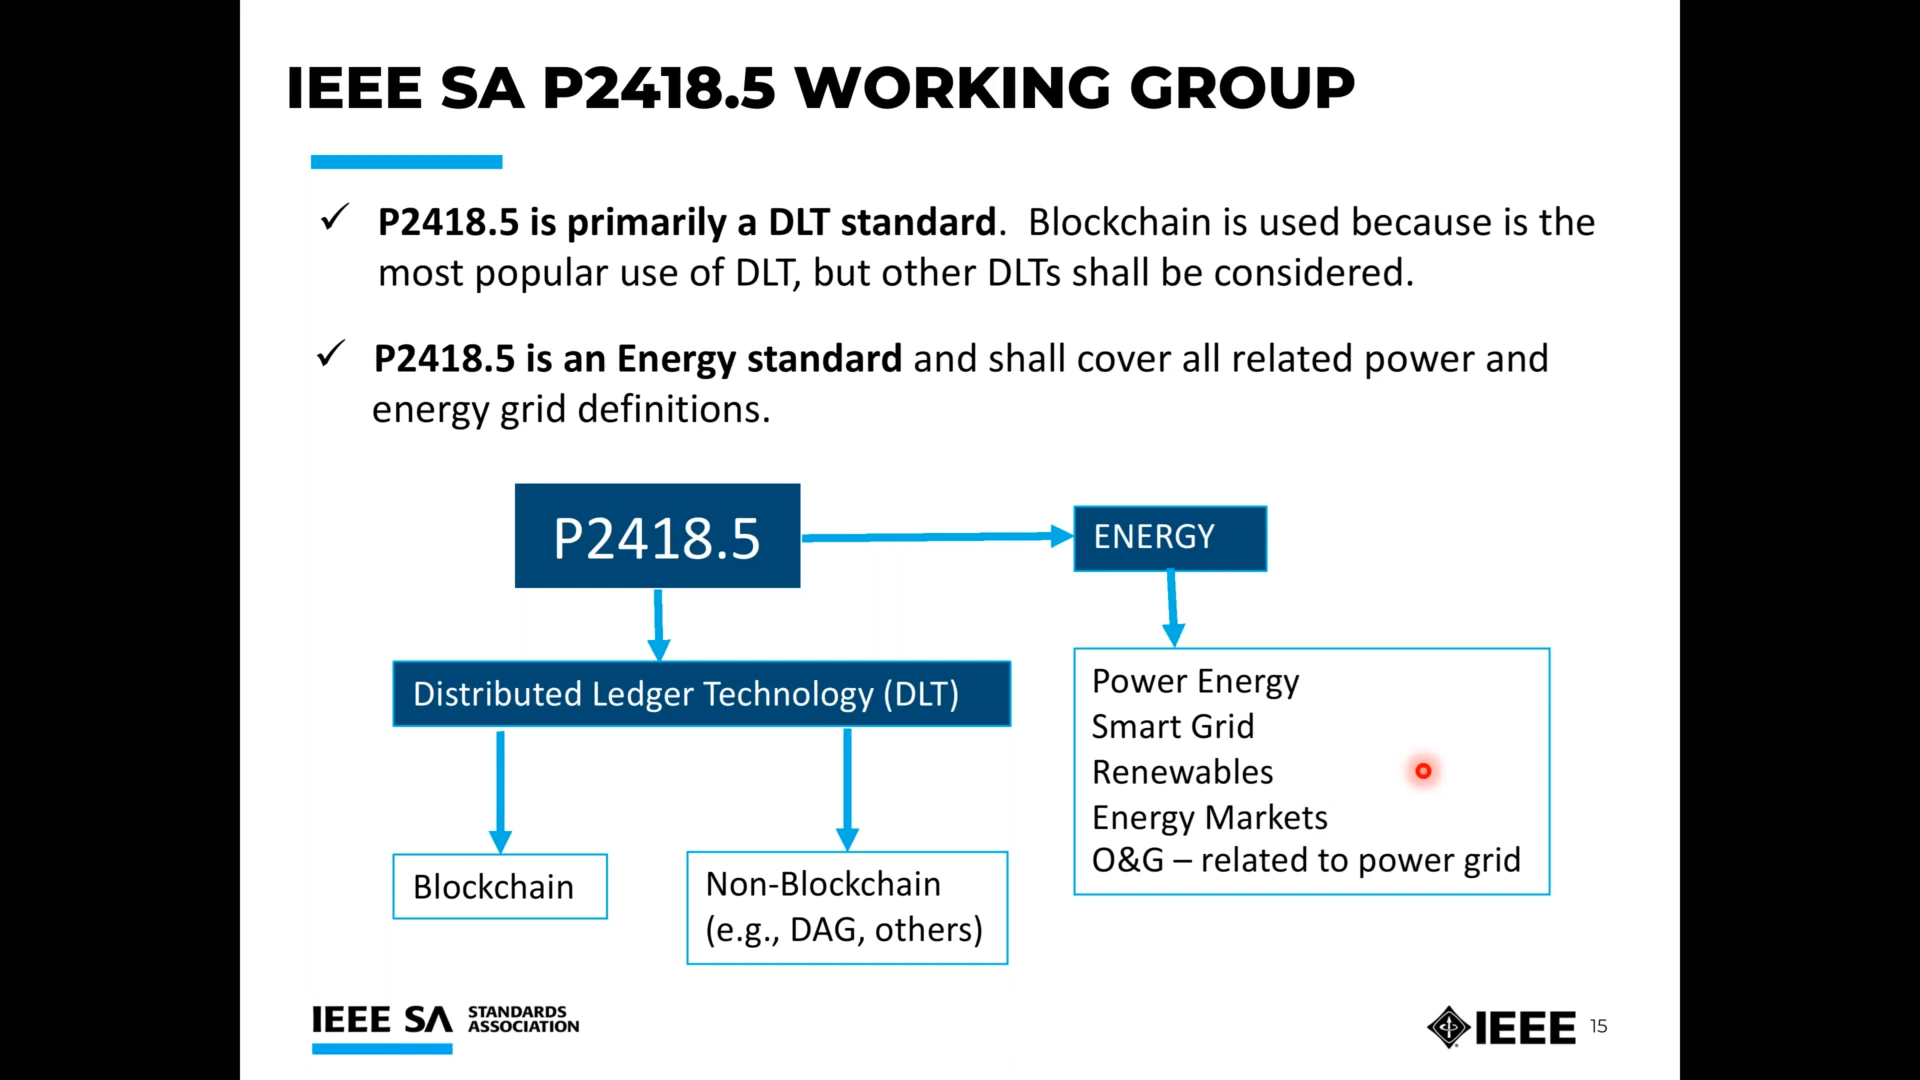 IEEE SA P2418.5 WORKING GROUP
✓ P2418.5 is primarily a DLT standard. Blockchain is used because is the
most popular use of DLT, but other DLTs shall be considered.
✓ P2418.5 is an Energy standard and shall cover all related power and
energy grid definitions.
P2418.5
ENERGY
Distributed Ledger Technology (DLT)
Power Energy
Smart Grid
Renewables
Energy Markets
O&G – related to power grid
Blockchain
Non-Blockchain
(e.g., DAG, others)
IEEE SA STANDARDS
ASSOCIATION
IEEE 15